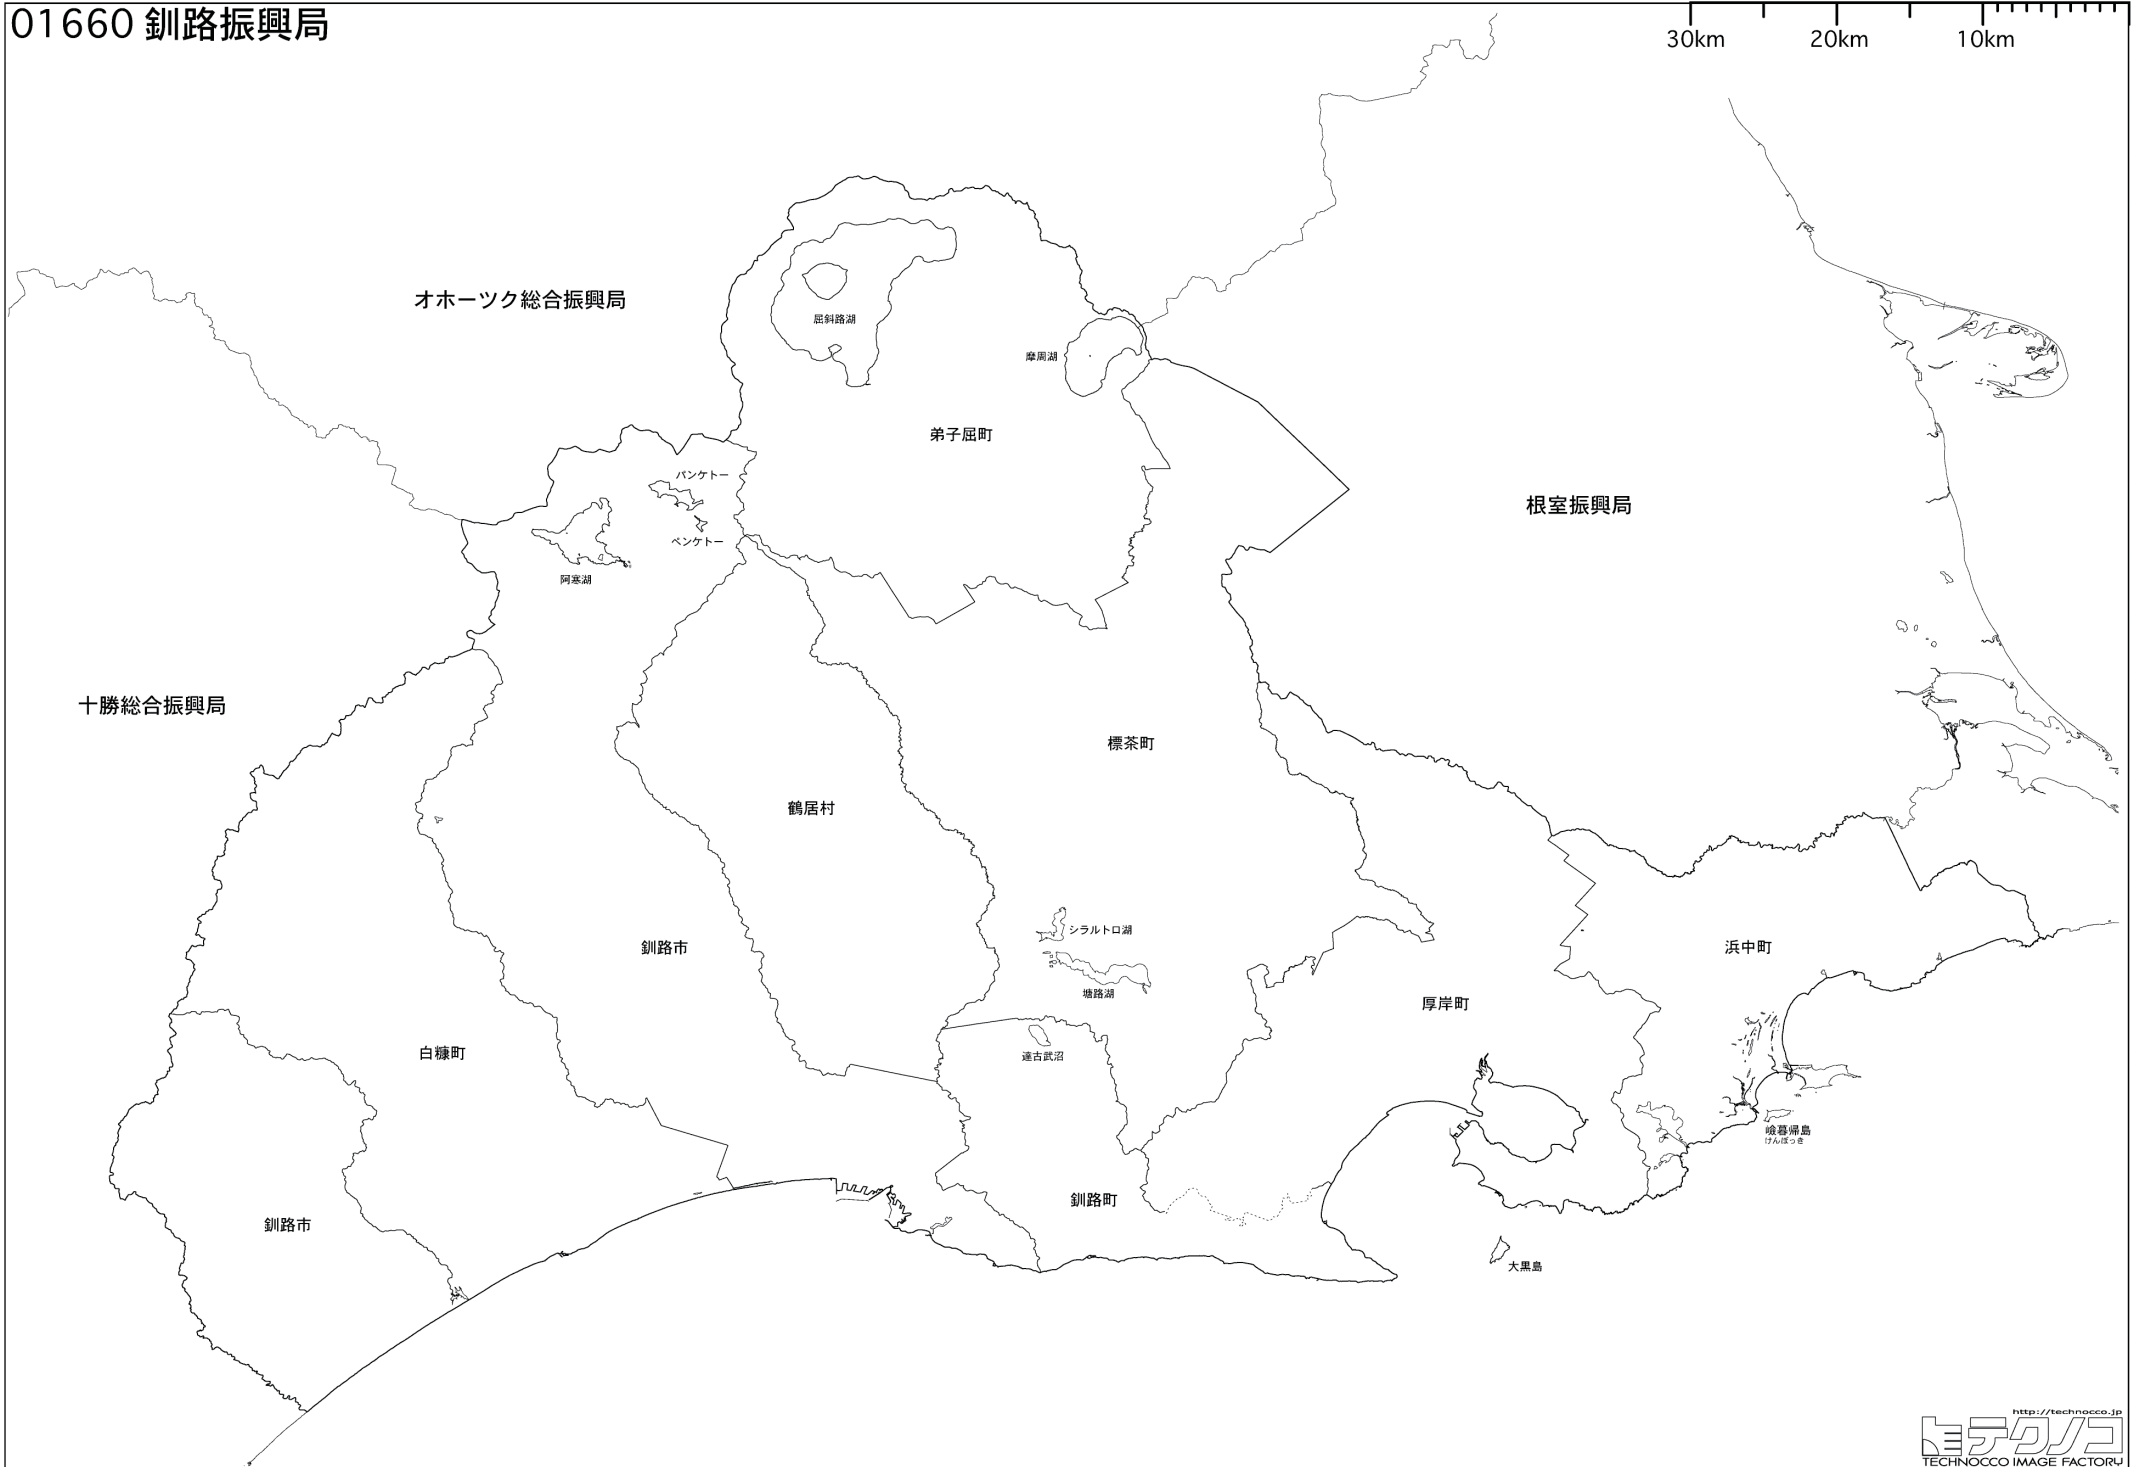 01660 釧路振興局
30km 20km 10km
オホーツク総合振興局
屈斜路湖
摩周湖
弟子屈町
パンケトー
根室振興局
ペンケトー
阿寒湖
十勝総合振興局
標茶町
鶴居村
シラルトロ湖
釧路市
浜中町
塘路湖
厚岸町
白糠町
達古武沼
嶮暮帰島
けんぼっき
釧路町
釧路市
大黒島
http://technocco.jp
テクノコ
TECHNOCCO IMAGE FACTORY